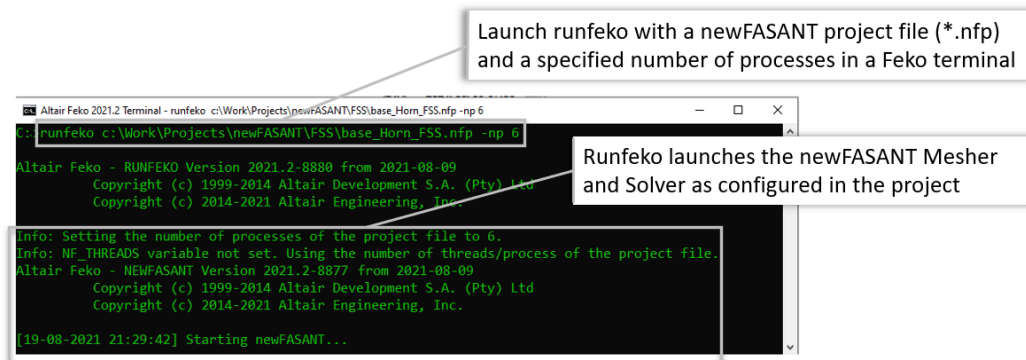 Launch runfeko with a newFASANT project file (*.nfp)
and a specified number of processes in a Feko terminal
Altair Feko 2021.2 Terminal - runfeko c:\Work\Projects\newFASANT\FSS\base_Horn_FSS.nfp -np 6
C:>runfeko c:\Work\Projects\newFASANT\FSS\base_Horn_FSS.nfp -np 6
Runfeko launches the newFASANT Mesher
and Solver as configured in the project
Altair Feko - RUNFEKO Version 2021.2-8880 from 2021-08-09
Copyright (c) 1999-2014 Altair Development S.A. (Pty) Ltd
Copyright (c) 2014-2021 Altair Engineering, Inc.
Info: Setting the number of processes of the project file to 6.
Info: NF_THREADS variable not set. Using the number of threads/process of the project file.
Altair Feko - NEWFASANT Version 2021.2-8877 from 2021-08-09
Copyright (c) 1999-2014 Altair Development S.A. (Pty) Ltd
Copyright (c) 2014-2021 Altair Engineering, Inc.
[19-08-2021 21:29:42] Starting newFASANT...